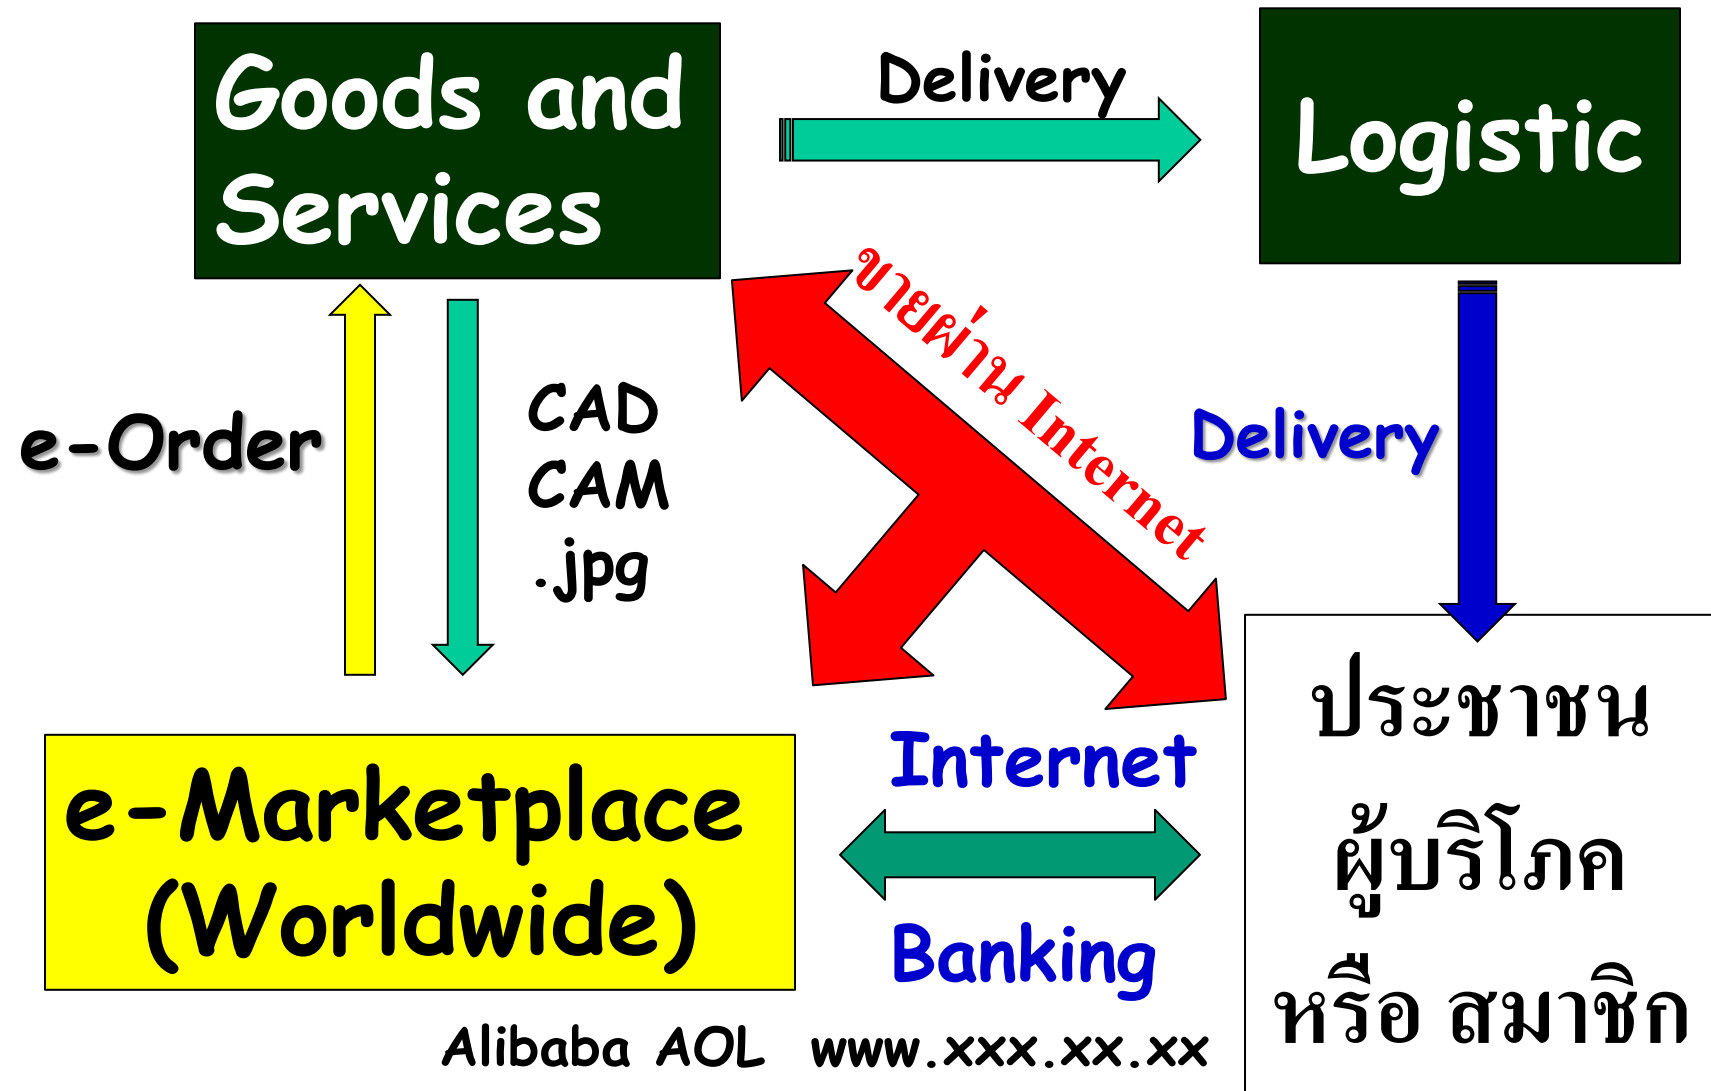 Goods and
Services
Delivery
Logistic
ขายผ่าน Internet
e-Order
CAD
CAM
.jpg
Delivery
e-Marketplace
(Worldwide)
Internet
Banking
ประชาชน
ผู้บริโภค
หรือ สมาชิก
Alibaba AOL www.xxx.xx.xx